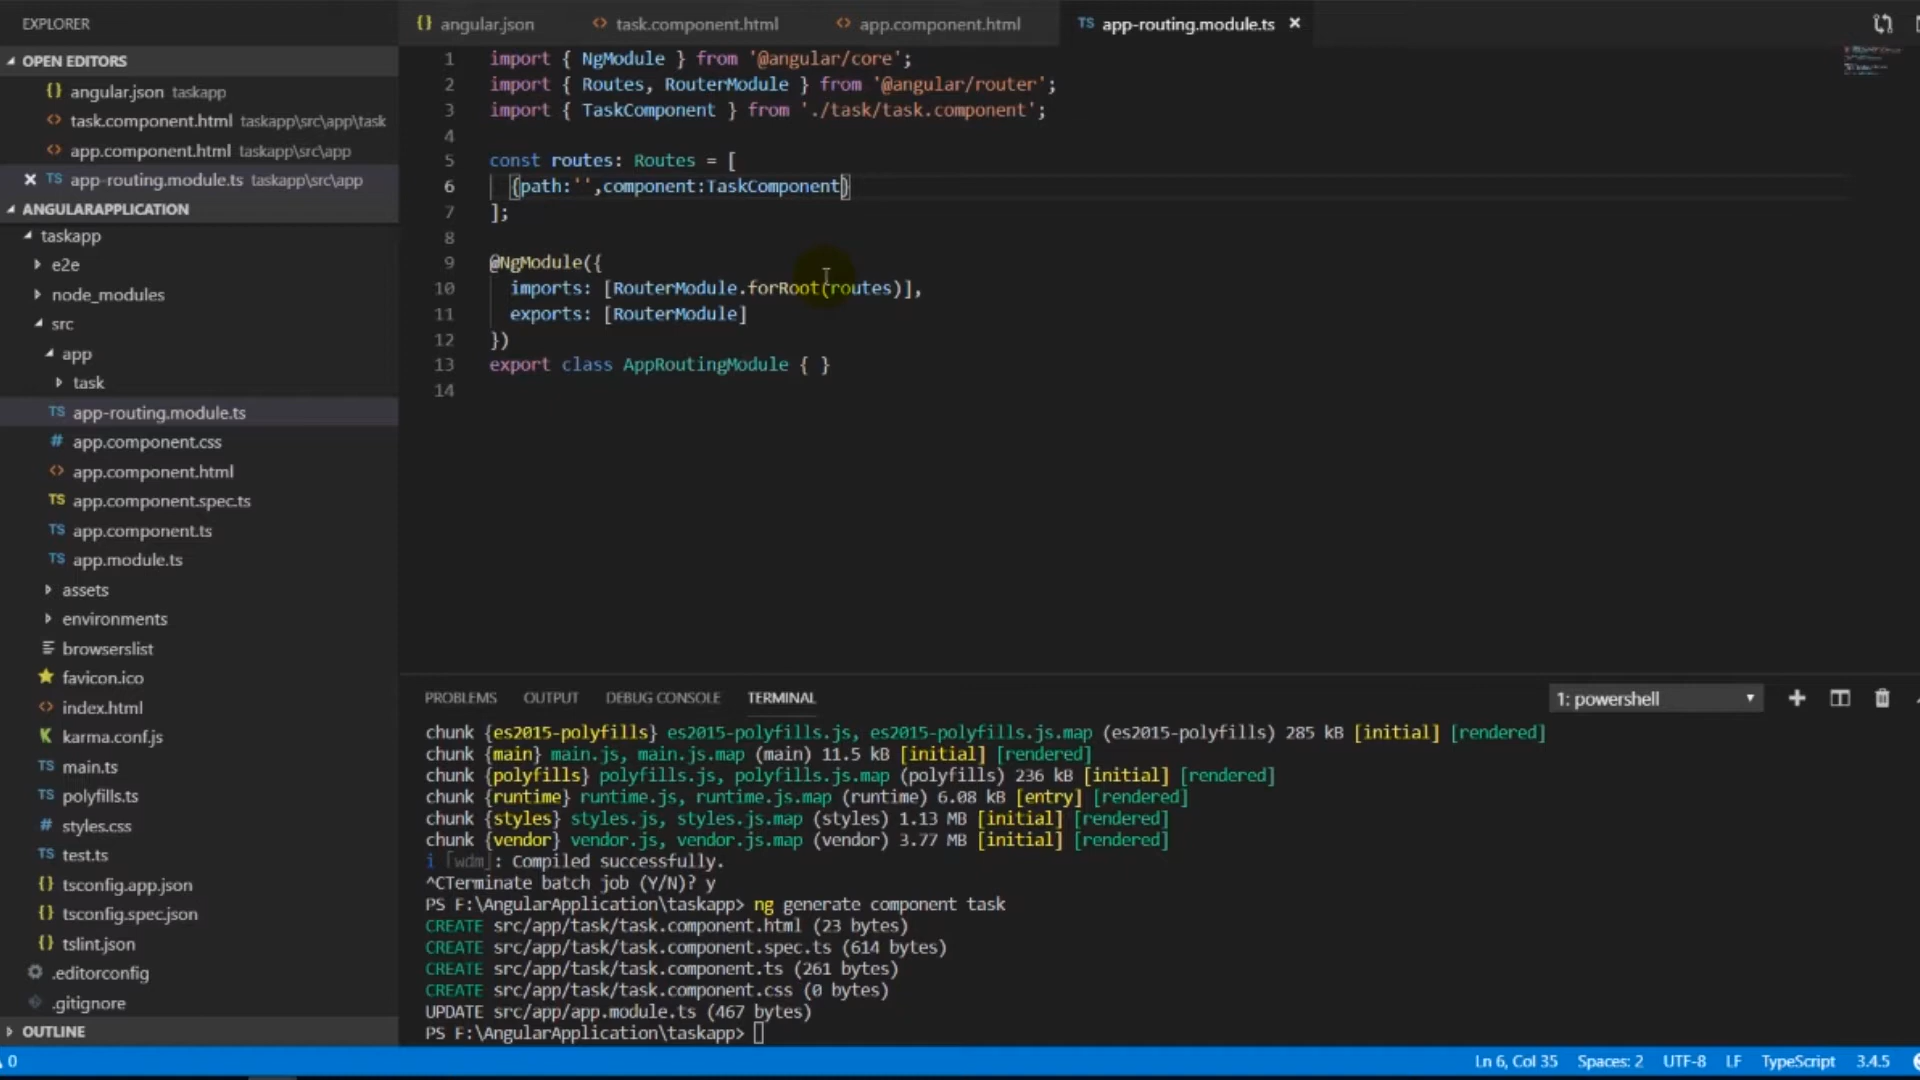 EXPLORER
OPEN EDITORS
{} angular.json taskapp
<> task.component.html taskapp\src\app\task
<> app.component.html taskapp\src\app
TS app-routing.module.ts taskapp\src\app
ANGULARAPPLICATION
taskapp
e2e
node_modules
src
app
task
TS app-routing.module.ts
# app.component.css
<> app.component.html
TS app.component.spec.ts
TS app.component.ts
TS app.module.ts
assets
environments
browserslist
favicon.ico
<> index.html
K karma.conf.js
TS main.ts
TS polyfills.ts
# styles.css
TS test.ts
{} tsconfig.app.json
{} tsconfig.spec.json
{} tslint.json
.editorconfig
.gitignore
OUTLINE
{} angular.json <> task.component.html <> app.component.html TS app-routing.module.ts
1 import { NgModule } from '@angular/core';
2 import { Routes, RouterModule } from '@angular/router';
3 import { TaskComponent } from './task/task.component';
4
5 const routes: Routes = [
6 {path:'',component:TaskComponent}
7 ];
8
9 @NgModule({
10 imports: [RouterModule.forRoot(routes)],
11 exports: [RouterModule]
12 })
13 export class AppRoutingModule { }
14
PROBLEMS OUTPUT DEBUG CONSOLE TERMINAL 1: powershell
chunk {es2015-polyfills} es2015-polyfills.js, es2015-polyfills.js.map (es2015-polyfills) 285 kB [initial] [rendered]
chunk {main} main.js, main.js.map (main) 11.5 kB [initial] [rendered]
chunk {polyfills} polyfills.js, polyfills.js.map (polyfills) 236 kB [initial] [rendered]
chunk {runtime} runtime.js, runtime.js.map (runtime) 6.08 kB [entry] [rendered]
chunk {styles} styles.js, styles.js.map (styles) 1.13 MB [initial] [rendered]
chunk {vendor} vendor.js, vendor.js.map (vendor) 3.77 MB [initial] [rendered]
i ｢wdm｣: Compiled successfully.
^CTerminate batch job (Y/N)? y
PS F:\AngularApplication\taskapp> ng generate component task
CREATE src/app/task/task.component.html (23 bytes)
CREATE src/app/task/task.component.spec.ts (614 bytes)
CREATE src/app/task/task.component.ts (261 bytes)
CREATE src/app/task/task.component.css (0 bytes)
UPDATE src/app/app.module.ts (467 bytes)
PS F:\AngularApplication\taskapp>
0 Ln 6, Col 35 Spaces: 2 UTF-8 LF TypeScript 3.4.5